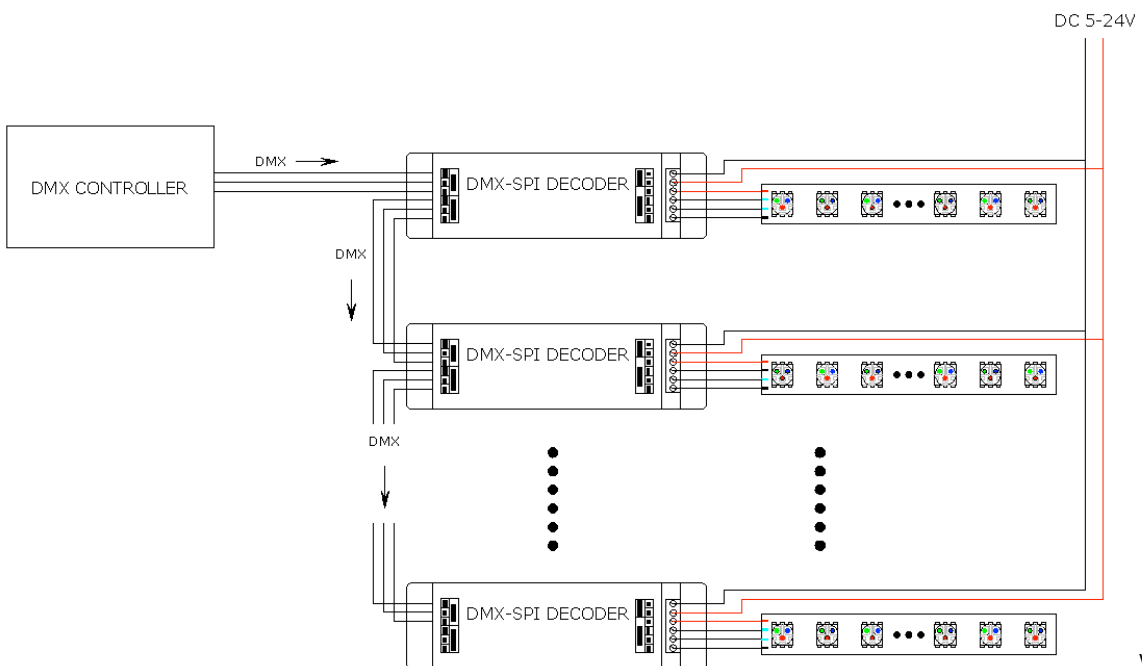 DC 5-24V
DMX
DMX CONTROLLER
DMX-SPI DECODER
DMX
DMX-SPI DECODER
DMX
DMX-SPI DECODER